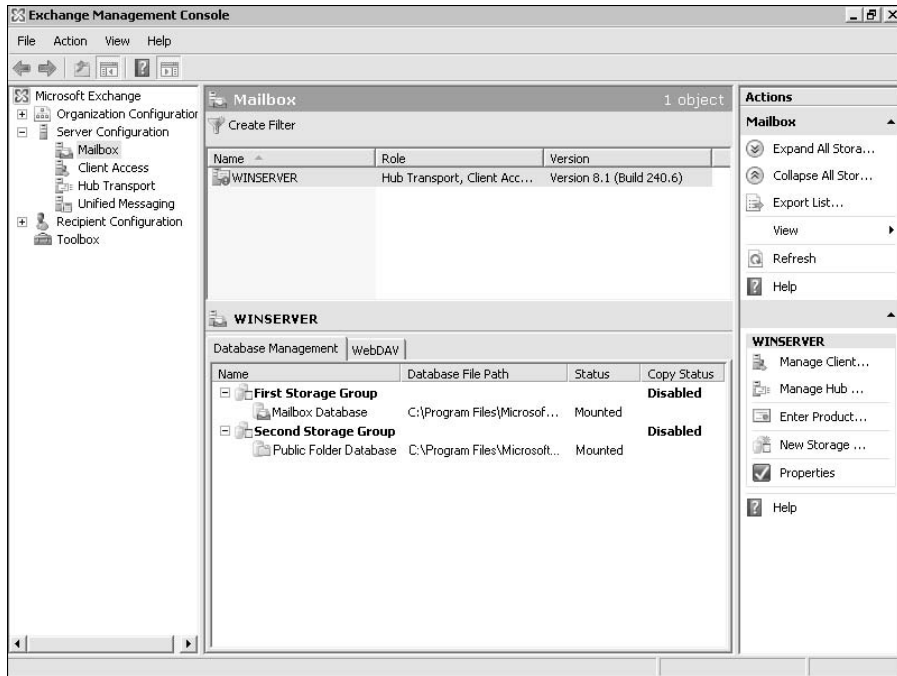 Exchange Management Console
File Action View Help
Microsoft Exchange
Organization Configuration
Server Configuration
Mailbox
Client Access
Hub Transport
Unified Messaging
Recipient Configuration
Toolbox
Mailbox 1 object
Create Filter
Name Role Version
WINSERVER Hub Transport, Client Acc... Version 8.1 (Build 240.6)
WINSERVER
Database Management WebDAV
Name Database File Path Status Copy Status
First Storage Group Disabled
Mailbox Database C:\Program Files\Microsof... Mounted
Second Storage Group Disabled
Public Folder Database C:\Program Files\Microsoft... Mounted
Actions
Mailbox
Expand All Stora...
Collapse All Stor...
Export List...
View
Refresh
Help
WINSERVER
Manage Client...
Manage Hub ...
Enter Product...
New Storage ...
Properties
Help